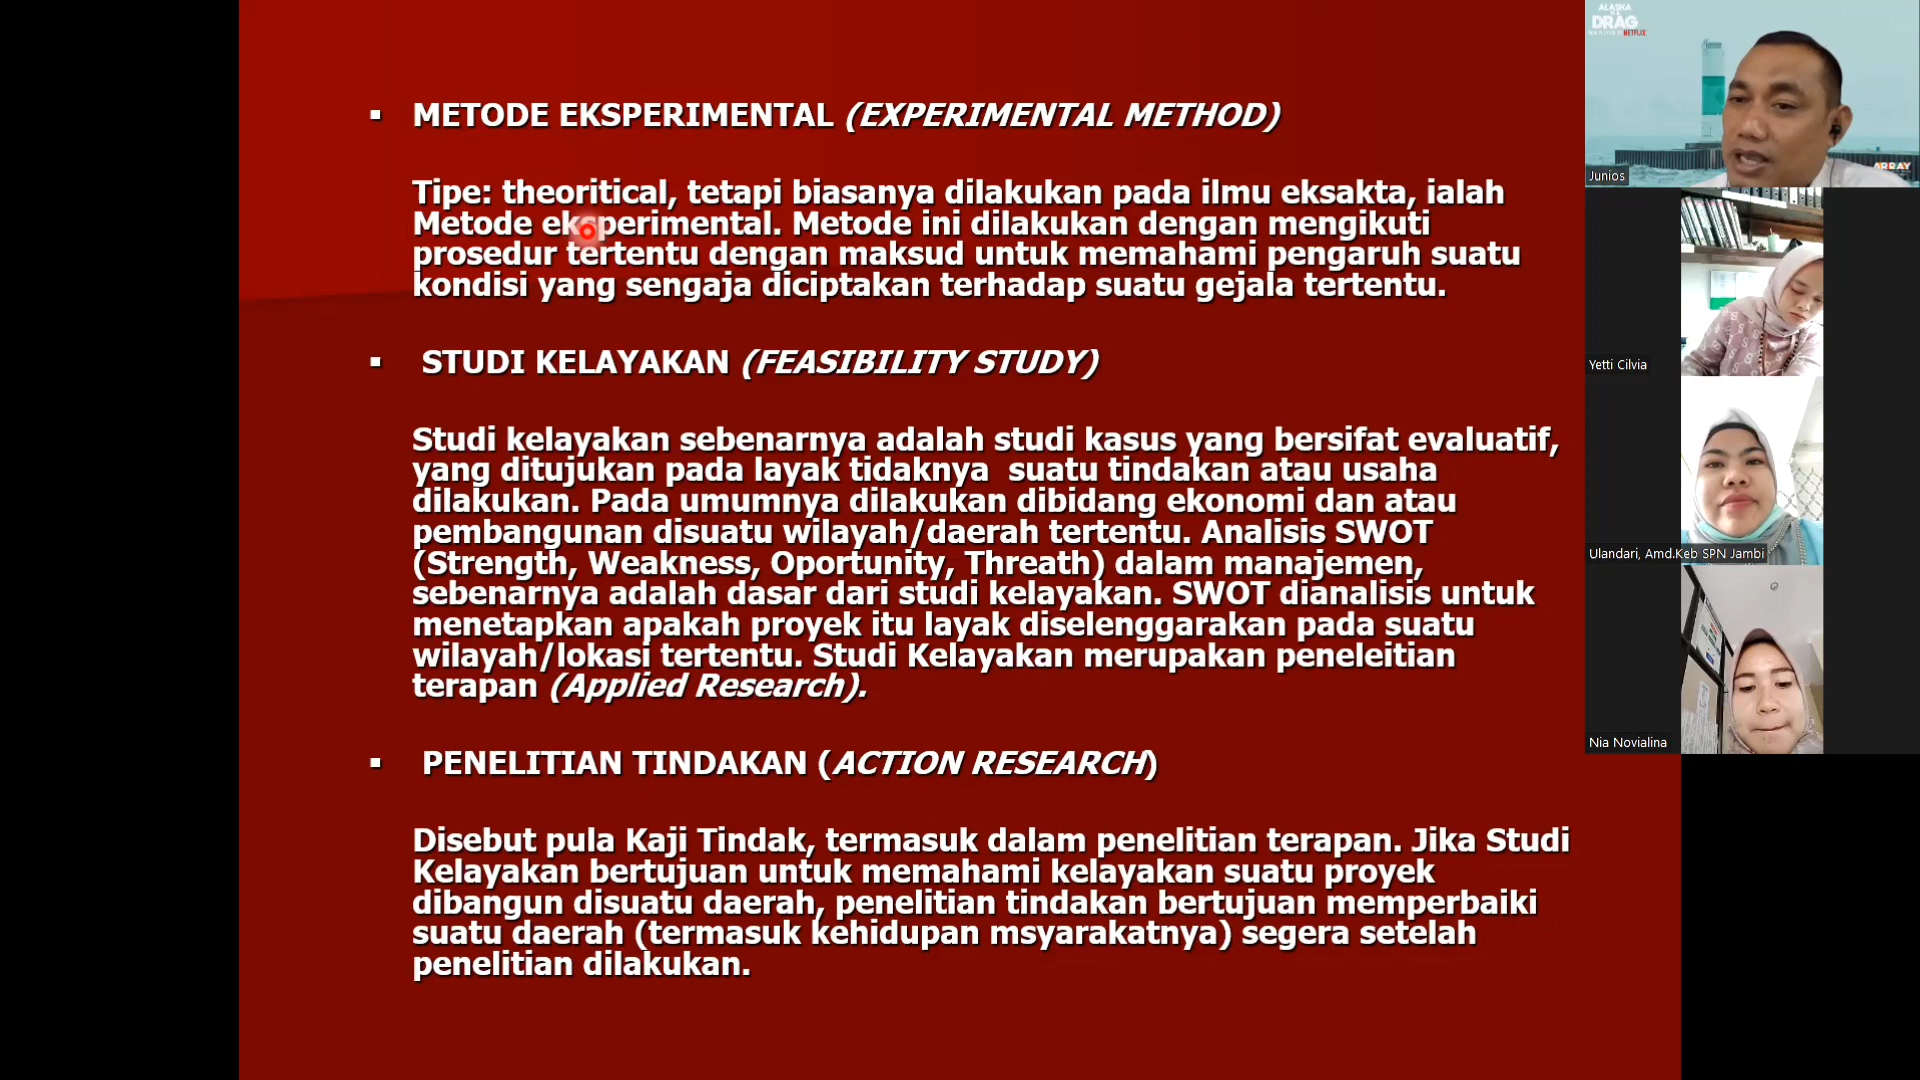 ▪ METODE EKSPERIMENTAL (EXPERIMENTAL METHOD)
Tipe: theoritical, tetapi biasanya dilakukan pada ilmu eksakta, ialah
Metode eksperimental. Metode ini dilakukan dengan mengikuti
prosedur tertentu dengan maksud untuk memahami pengaruh suatu
kondisi yang sengaja diciptakan terhadap suatu gejala tertentu.
▪ STUDI KELAYAKAN (FEASIBILITY STUDY)
Studi kelayakan sebenarnya adalah studi kasus yang bersifat evaluatif,
yang ditujukan pada layak tidaknya suatu tindakan atau usaha
dilakukan. Pada umumnya dilakukan dibidang ekonomi dan atau
pembangunan disuatu wilayah/daerah tertentu. Analisis SWOT
(Strength, Weakness, Oportunity, Threath) dalam manajemen,
sebenarnya adalah dasar dari studi kelayakan. SWOT dianalisis untuk
menetapkan apakah proyek itu layak diselenggarakan pada suatu
wilayah/lokasi tertentu. Studi Kelayakan merupakan peneleitian
terapan (Applied Research).
▪ PENELITIAN TINDAKAN (ACTION RESEARCH)
Disebut pula Kaji Tindak, termasuk dalam penelitian terapan. Jika Studi
Kelayakan bertujuan untuk memahami kelayakan suatu proyek
dibangun disuatu daerah, penelitian tindakan bertujuan memperbaiki
suatu daerah (termasuk kehidupan msyarakatnya) segera setelah
penelitian dilakukan.
ALASKA
DRAG
NETFLIX
ARRAY
Junios
Yetti Cilvia
Ulandari, Amd.Keb SPN Jambi
Nia Novialina